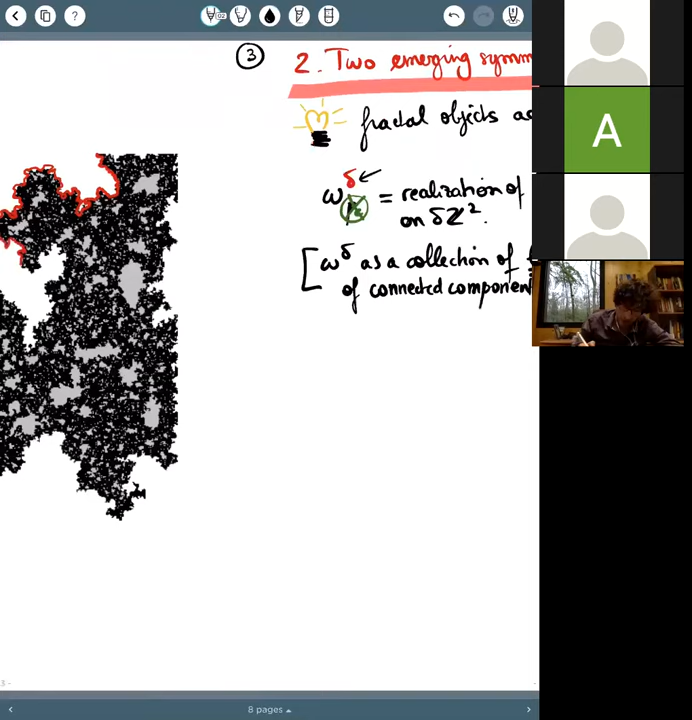 ③
2. Two emerging symm
fractal objects
ω δ ← = realization of
on δℤ².
[ω^δ as a collection of
of connected componen
A
3 -
8 pages